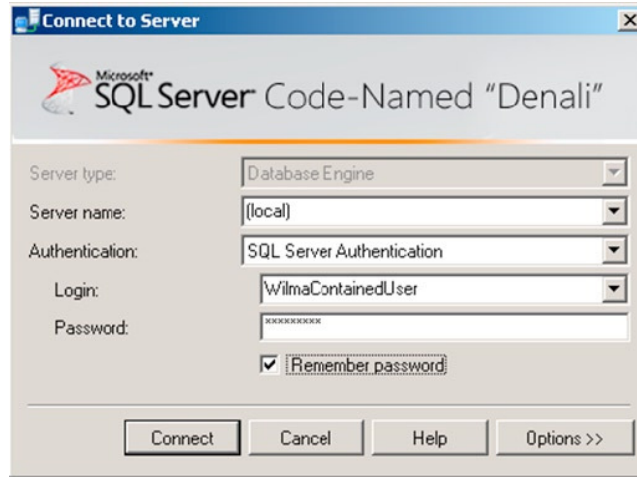 Connect to Server
Microsoft®
SQL Server Code-Named "Denali"
Server type: Database Engine
Server name: (local)
Authentication: SQL Server Authentication
Login: WilmaContainedUser
Password: xxxxxxxxx
Remember password
Connect Cancel Help Options >>